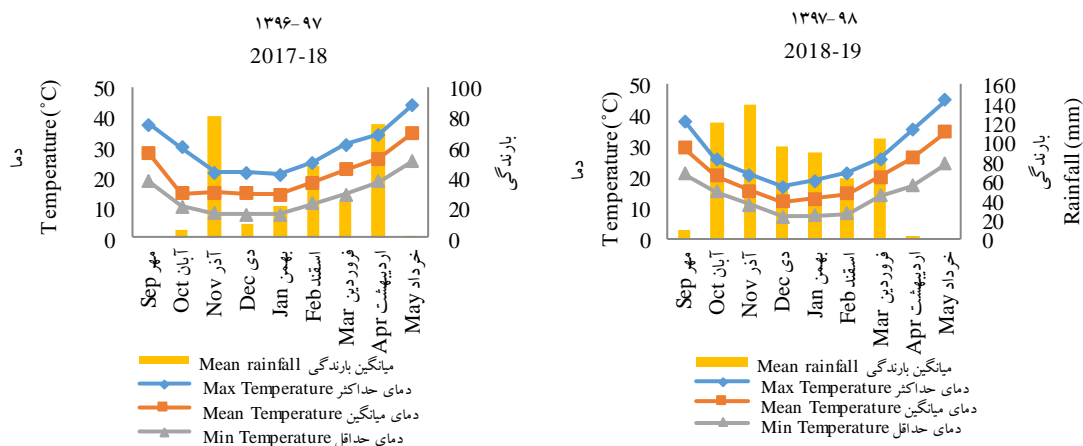 ۱۳۹۶-۹۷
2017-18
دما
Temperature (˚C)
50
40
30
20
10
0
100
80
60
40
20
0
بارندگی
Sep مهر
Oct آبان
Nov آذر
Dec دی
Jan بهمن
Feb اسفند
Mar فروردین
Apr اردیبهشت
May خرداد
Mean rainfall میانگین بارندگی
Max Temperature دمای حداکثر
Mean Temperature دمای میانگین
Min Temperature دمای حداقل
۱۳۹۷-۹۸
2018-19
دما
Temperature (˚C)
50
40
30
20
10
0
160
140
120
100
80
60
40
20
0
بارندگی
Rainfall (mm)
Sep مهر
Oct آبان
Nov آذر
Dec دی
Jan بهمن
Feb اسفند
Mar فروردین
Apr اردیبهشت
May خرداد
Mean rainfall میانگین بارندگی
Max Temperature دمای حداکثر
Mean Temperature دمای میانگین
Min Temperature دمای حداقل